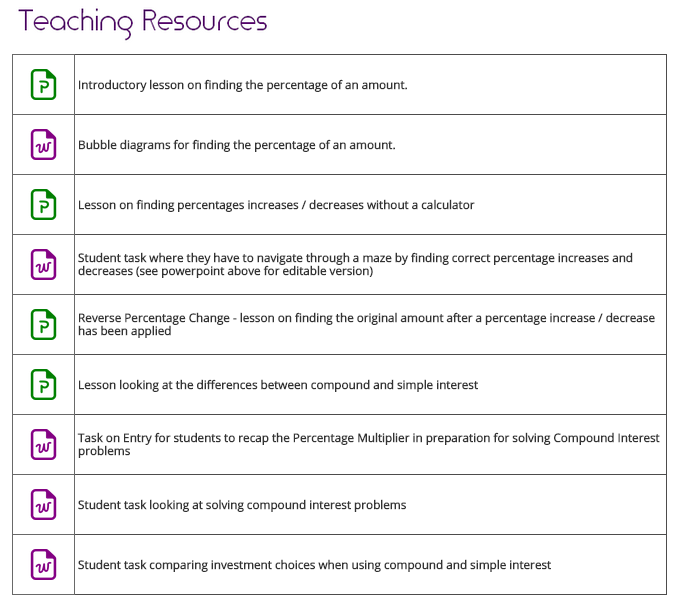 Teaching Resources
P
Introductory lesson on finding the percentage of an amount.
W
Bubble diagrams for finding the percentage of an amount.
P
Lesson on finding percentages increases / decreases without a calculator
W
Student task where they have to navigate through a maze by finding correct percentage increases and
decreases (see powerpoint above for editable version)
P
Reverse Percentage Change - lesson on finding the original amount after a percentage increase / decrease
has been applied
P
Lesson looking at the differences between compound and simple interest
W
Task on Entry for students to recap the Percentage Multiplier in preparation for solving Compound Interest
problems
W
Student task looking at solving compound interest problems
W
Student task comparing investment choices when using compound and simple interest